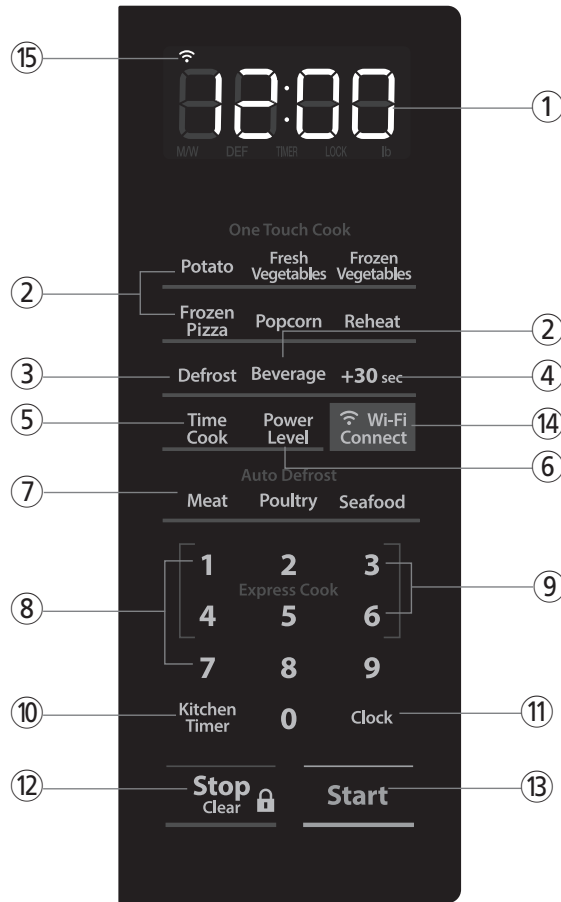 ⑮
12:00
①
M/W DEF TIMER LOCK lb
One Touch Cook
Potato Fresh Vegetables Frozen Vegetables
②
Frozen Pizza Popcorn Reheat
②
③ Defrost Beverage +30 sec ④
⑤ Time Cook Power Level Wi-Fi Connect ⑭
⑥
Auto Defrost
⑦ Meat Poultry Seafood
1 2 3
⑧ Express Cook ⑨
4 5 6
7 8 9
⑩ Kitchen Timer 0 Clock ⑪
⑫ Stop Clear Start ⑬